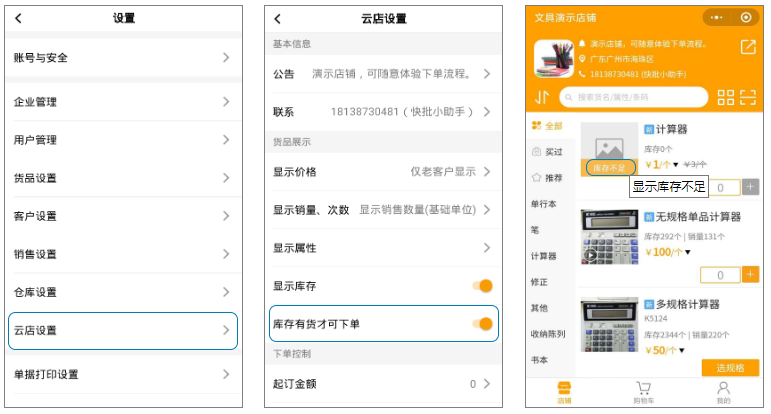 设置
账号与安全
企业管理
用户管理
货品设置
客户设置
销售设置
仓库设置
云店设置
单据打印设置
云店设置
基本信息
公告 演示店铺，可随意体验下单流程。
联系 18138730481（快批小助手）
货品展示
显示价格 仅老客户显示
显示销量、次数 显示销售数量(基础单位)
显示属性
显示库存
库存有货才可下单
下单控制
起订金额 0
文具演示店铺
演示店铺，可随意体验下单流程。
广东广州市海珠区
18138730481 (快批小助手)
搜索货名/属性/条码
全部
买过
推荐
单行本
笔
计算器
修正
其他
收纳陈列
书本
新 计算器
库存0个
¥1/个 ¥3/个
库存不足
显示库存不足
0
新 无规格单品计算器
库存292个 | 销量131个
¥100/个
0
新 多规格计算器
K5124
库存2344个 | 销量220个
¥50/个
选规格
店铺
购物车
我的